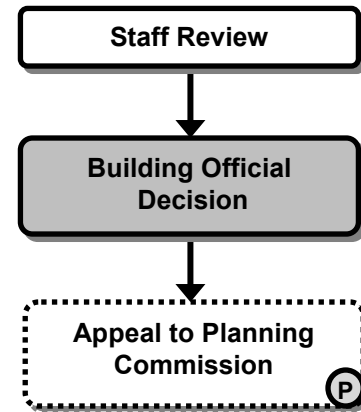 Staff Review
Building Official
Decision
Appeal to Planning
Commission
P